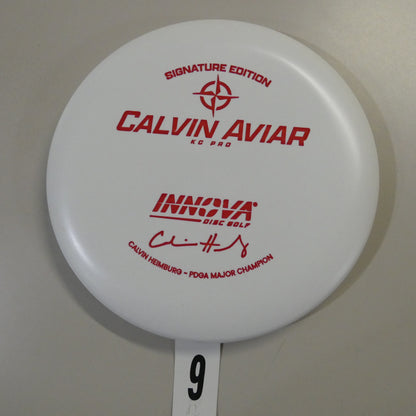 SIGNATURE EDITION
CALVIN AVIAR
KC PRO
INNOVA
DISC GOLF
CALVIN HEIMBURG - PDGA MAJOR CHAMPION
9